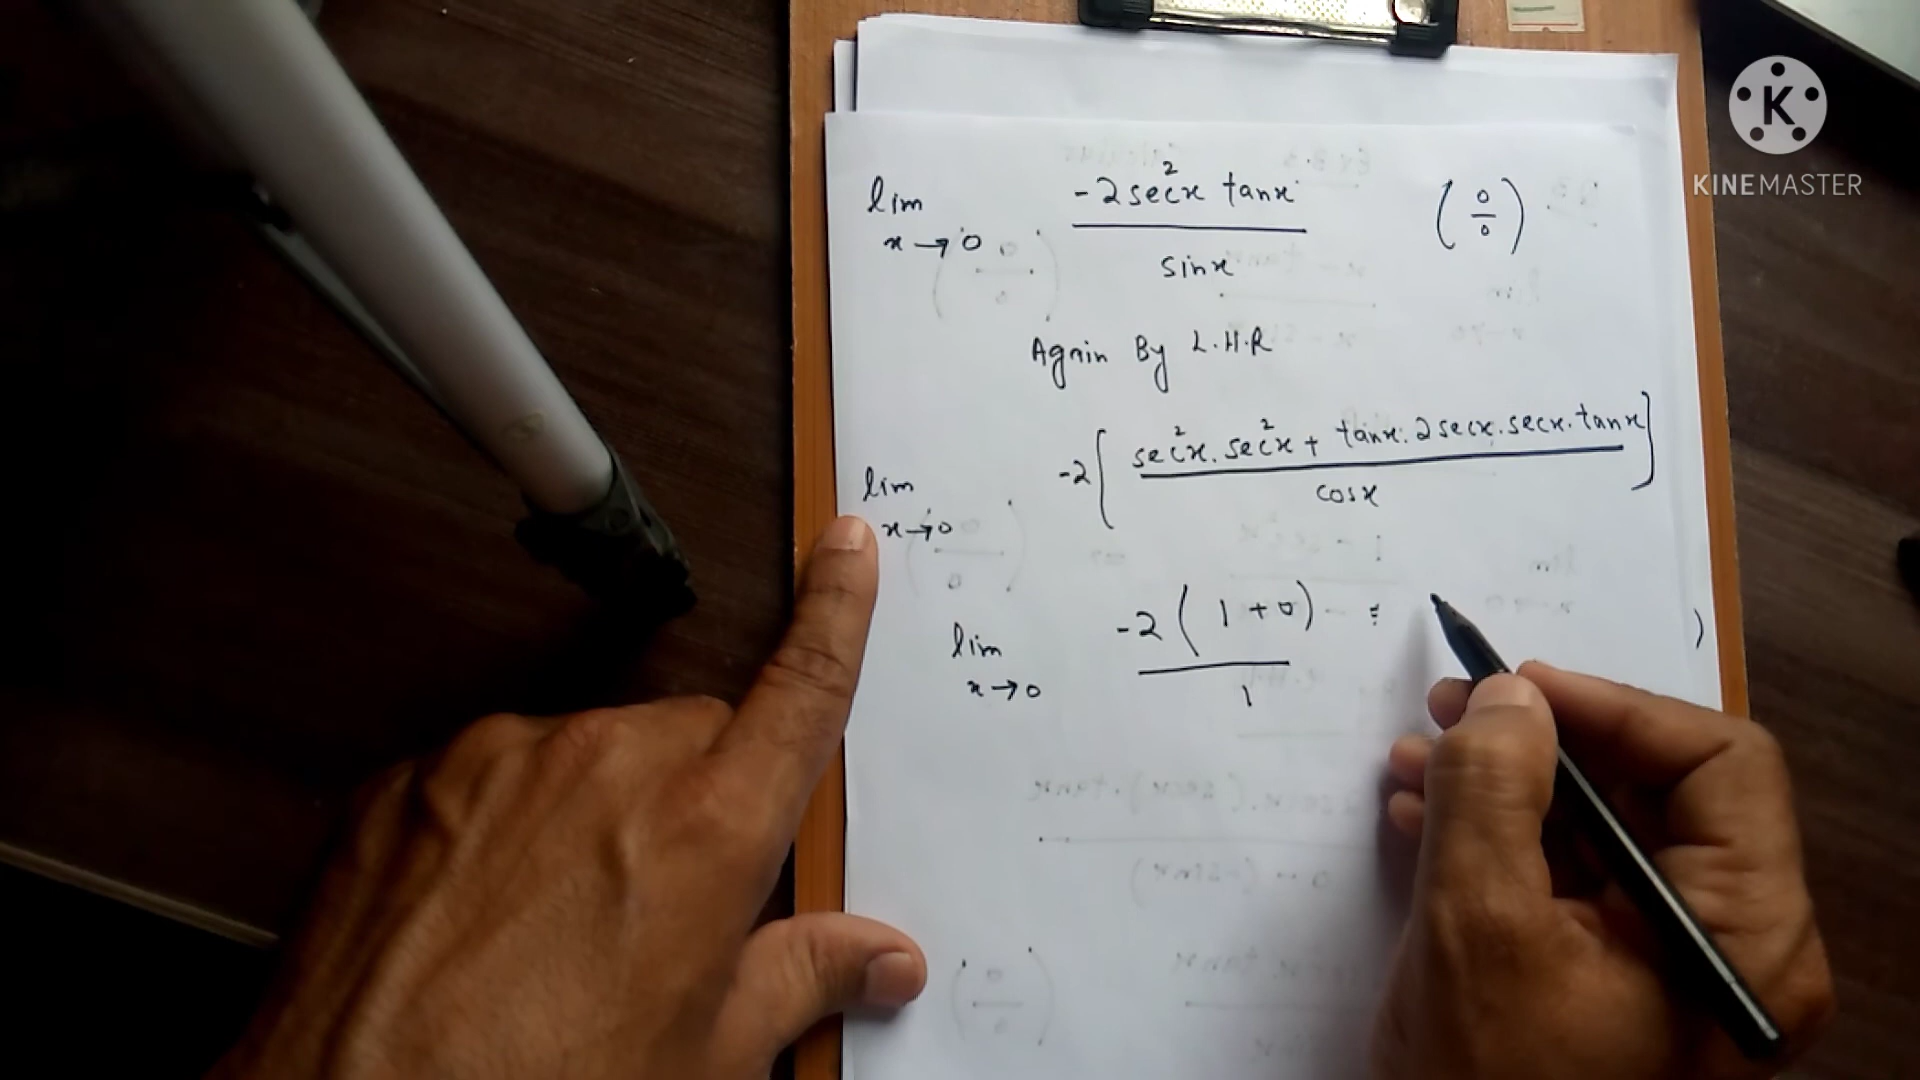 K
KINEMASTER
lim x→0 -2sec²x tanx / sinx (0/0)
Again By L.H.R
lim x→0 -2[ sec²x. sec²x + tanx. 2secx. secx. tanx / cosx ]
lim x→0 -2(1+0) / 1 =